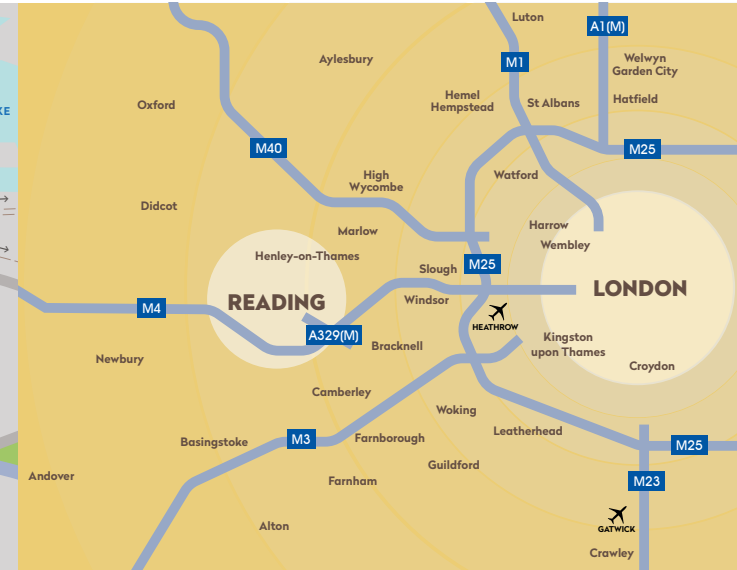 Luton
A1(M)
M1
Aylesbury
Welwyn
Garden City
Hemel
Hempstead
St Albans
Hatfield
Oxford
KE
M40
M25
Watford
High
Wycombe
Didcot
Harrow
Marlow
Wembley
Henley-on-Thames
M25
Slough
LONDON
READING
Windsor
M4
HEATHROW
A329(M)
Kingston
upon Thames
Bracknell
Newbury
Croydon
Camberley
Woking
Leatherhead
Basingstoke
M3
Farnborough
M25
Guildford
Andover
Farnham
M23
Alton
GATWICK
Crawley